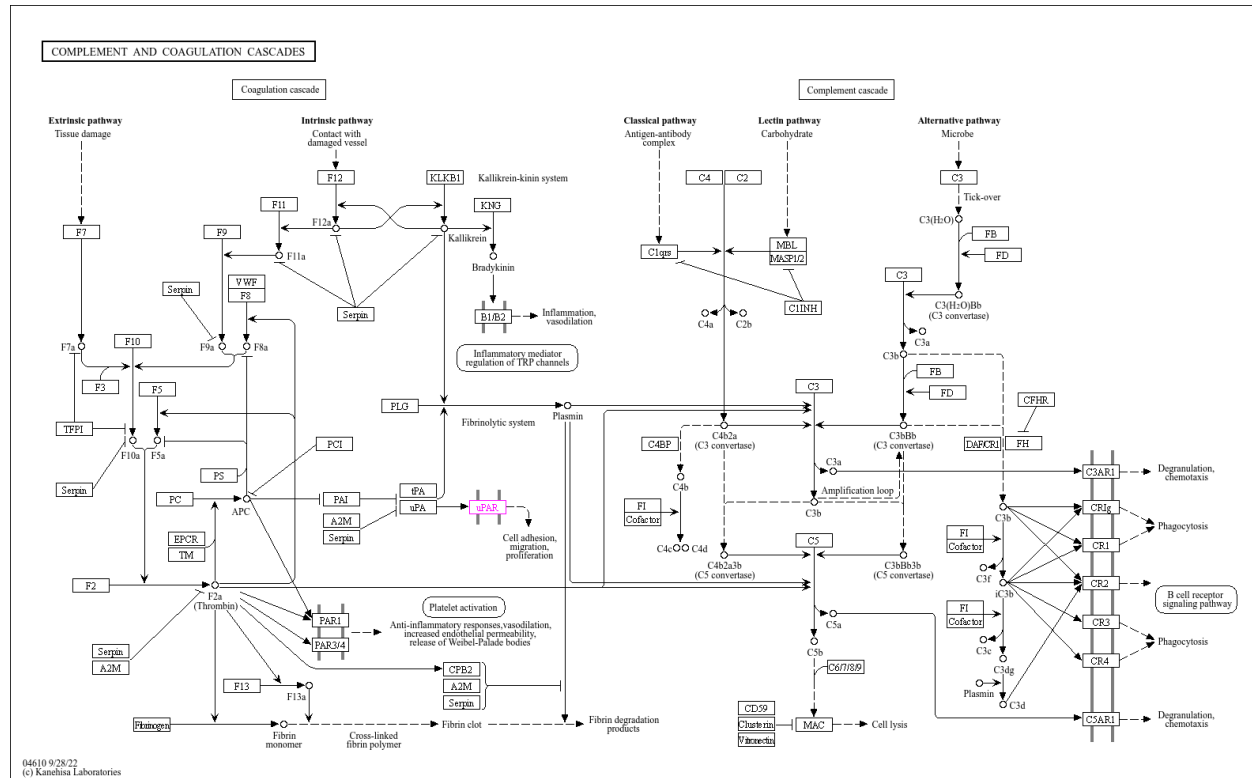 COMPLEMENT AND COAGULATION CASCADES
Coagulation cascade
Complement cascade
Extrinsic pathway
Tissue damage
Intrinsic pathway
Contact with
damaged vessel
Classical pathway
Antigen-antibody
complex
Lectin pathway
Carbohydrate
Alternative pathway
Microbe
F12
KLKB1
Kallikrein-kinin system
C4
C2
C3
Tick-over
F11
KNG
F12a
Kallikrein
C3(H2O)
F7
F9
FB
C1qrs
MBL
MASP1/2
FD
F11a
Bradykinin
C3
VWF
F8
Serpin
Serpin
B1/B2
Inflammation,
vasodilation
C1INH
C3(H2O)Bb
(C3 convertase)
C4a
C2b
C3a
F7a
F10
F9a
F8a
Inflammatory mediator
regulation of TRP channels
C3b
FB
F3
F5
C3
FD
CFHR
PLG
Plasmin
Fibrinolytic system
TFPI
F10a
F5a
PCI
C4b2a
(C3 convertase)
C3bBb
(C3 convertase)
C4BP
DAF/CR1
FH
PS
Serpin
C3a
C3AR1
Degranulation,
chemotaxis
C4b
Amplification loop
PC
APC
PAI
tPA
uPA
uPAR
C3b
C3b
CRIg
Phagocytosis
A2M
Serpin
FI
Cofactor
EPCR
TM
Cell adhesion,
migration,
proliferation
C4c
C4d
C5
FI
Cofactor
CR1
C4b2a3b
(C5 convertase)
C3bBb3b
(C5 convertase)
C3f
iC3b
CR2
B cell receptor
signaling pathway
F2
F2a
(Thrombin)
Platelet activation
PAR1
PAR3/4
Anti-inflammatory responses,vasodilation,
increased endothelial permeability,
release of Weibel-Palade bodies
C5a
FI
Cofactor
CR3
Phagocytosis
Serpin
A2M
C5b
C3c
C3dg
CR4
C6/7/8/9
CPB2
A2M
Serpin
F13
F13a
Plasmin
C3d
CD59
Clusterin
Vitronectin
MAC
Cell lysis
C5AR1
Degranulation,
chemotaxis
Fibrinogen
Fibrin
monomer
Cross-linked
fibrin polymer
Fibrin clot
Fibrin degradation
products
04610 9/28/22
(c) Kanehisa Laboratories